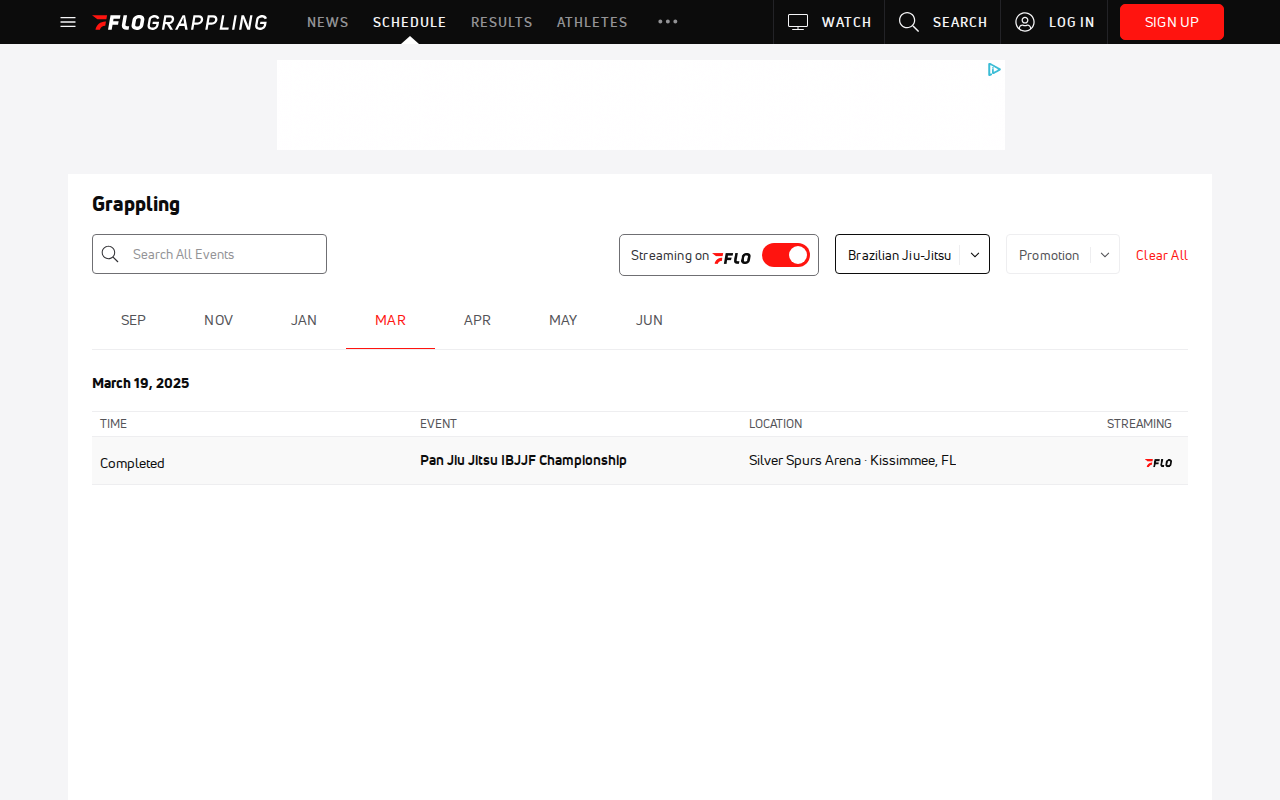 FLOGRAPPLING NEWS SCHEDULE RESULTS ATHLETES ••• WATCH SEARCH LOG IN SIGN UP
Grappling
Search All Events Streaming on FLO Brazilian Jiu-Jitsu Promotion Clear All
SEP NOV JAN MAR APR MAY JUN
March 19, 2025
TIME EVENT LOCATION STREAMING
Completed Pan Jiu Jitsu IBJJF Championship Silver Spurs Arena · Kissimmee, FL FLO